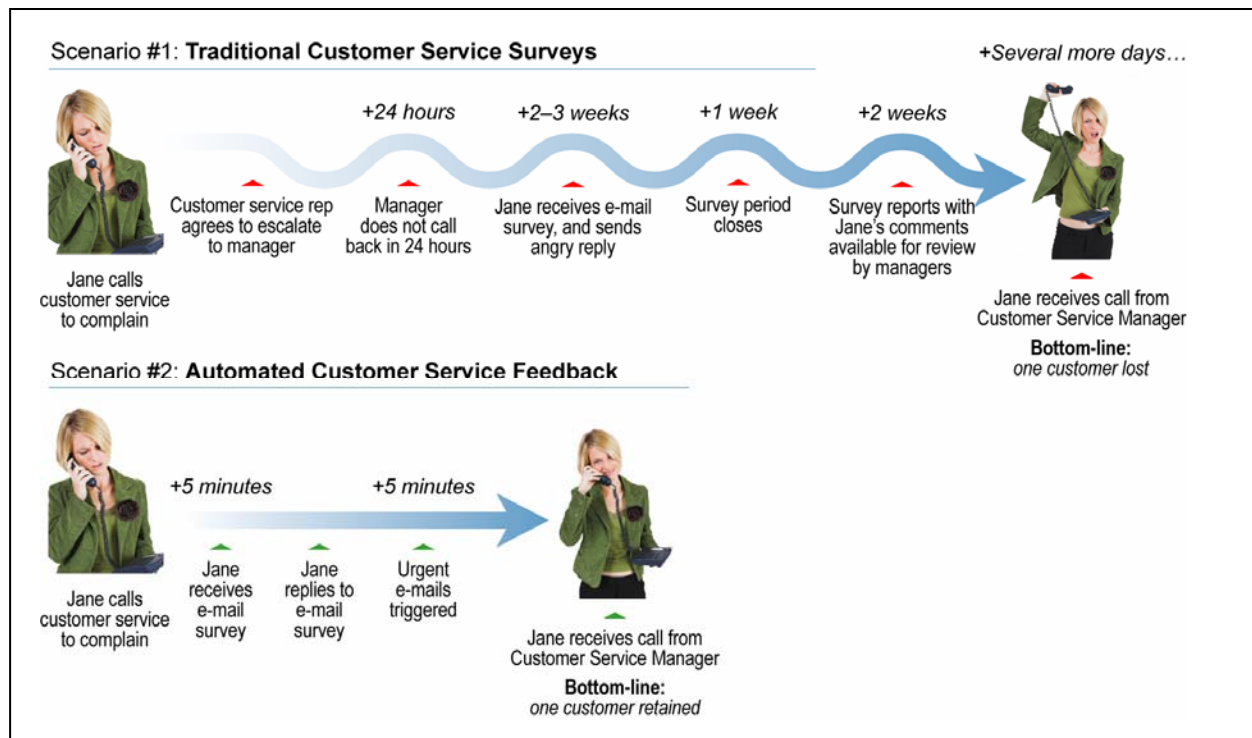 Scenario #1: Traditional Customer Service Surveys
+Several more days…
+24 hours
+2–3 weeks
+1 week
+2 weeks
Customer service rep
agrees to escalate
to manager
Manager
does not call
back in 24 hours
Jane receives e-mail
survey, and sends
angry reply
Survey period
closes
Survey reports with
Jane's comments
available for review
by managers
Jane calls
customer service
to complain
Jane receives call from
Customer Service Manager
Bottom-line:
one customer lost
Scenario #2: Automated Customer Service Feedback
+5 minutes
+5 minutes
Jane
receives
e-mail
survey
Jane
replies to
e-mail
survey
Urgent
e-mails
triggered
Jane calls
customer service
to complain
Jane receives call from
Customer Service Manager
Bottom-line:
one customer retained